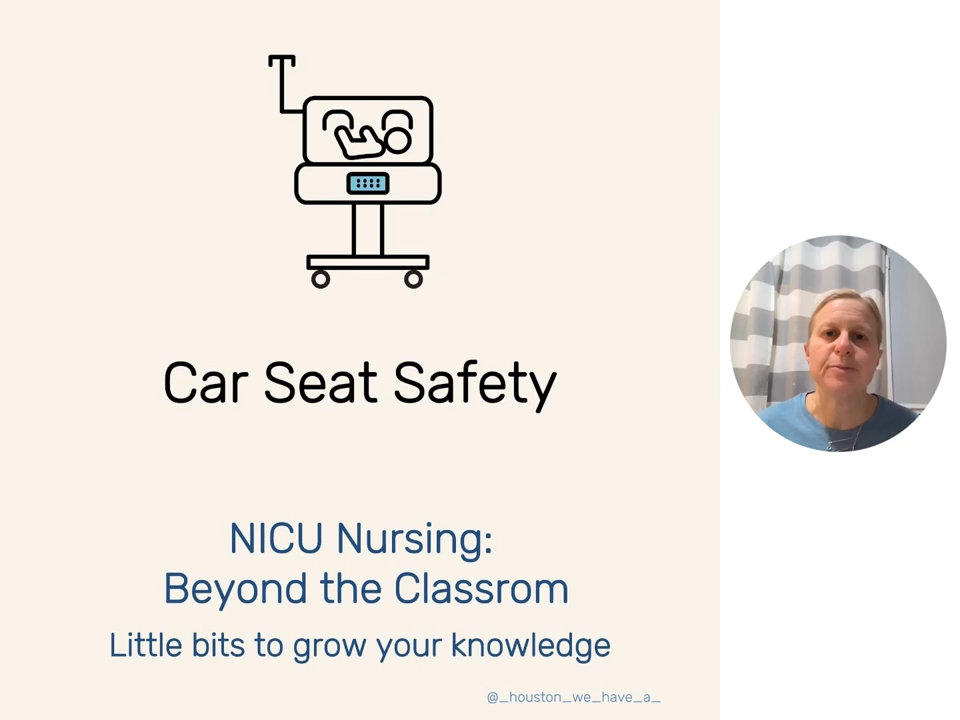 Car Seat Safety
NICU Nursing:
Beyond the Classrom
Little bits to grow your knowledge
@_houston_we_have_a_